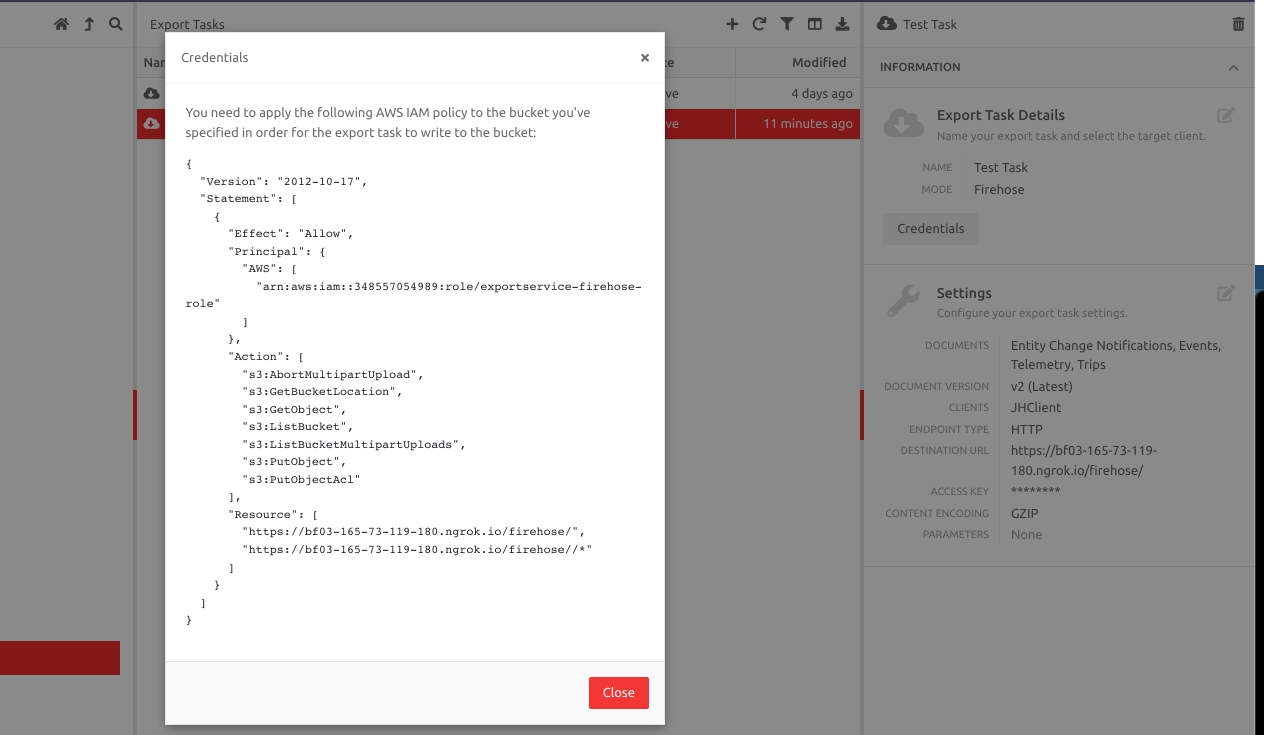 Export Tasks
Test Task
Credentials
×
INFORMATION
Modified
4 days ago
11 minutes ago
You need to apply the following AWS IAM policy to the bucket you've
specified in order for the export task to write to the bucket:
{
"Version": "2012-10-17",
"Statement": [
{
"Effect": "Allow",
"Principal": {
"AWS": [
"arn:aws:iam::348557054989:role/exportservice-firehose-
role"
]
},
"Action": [
"s3:AbortMultipartUpload",
"s3:GetBucketLocation",
"s3:GetObject",
"s3:ListBucket",
"s3:ListBucketMultipartUploads",
"s3:PutObject",
"s3:PutObjectAcl"
],
"Resource": [
"https://bf03-165-73-119-180.ngrok.io/firehose/",
"https://bf03-165-73-119-180.ngrok.io/firehose//*"
]
}
]
}
Close
Export Task Details
Name your export task and select the target client.
NAME Test Task
MODE Firehose
Credentials
Settings
Configure your export task settings.
DOCUMENTS Entity Change Notifications, Events,
Telemetry, Trips
DOCUMENT VERSION v2 (Latest)
CLIENTS JHClient
ENDPOINT TYPE HTTP
DESTINATION URL https://bf03-165-73-119-
180.ngrok.io/firehose/
ACCESS KEY ********
CONTENT ENCODING GZIP
PARAMETERS None